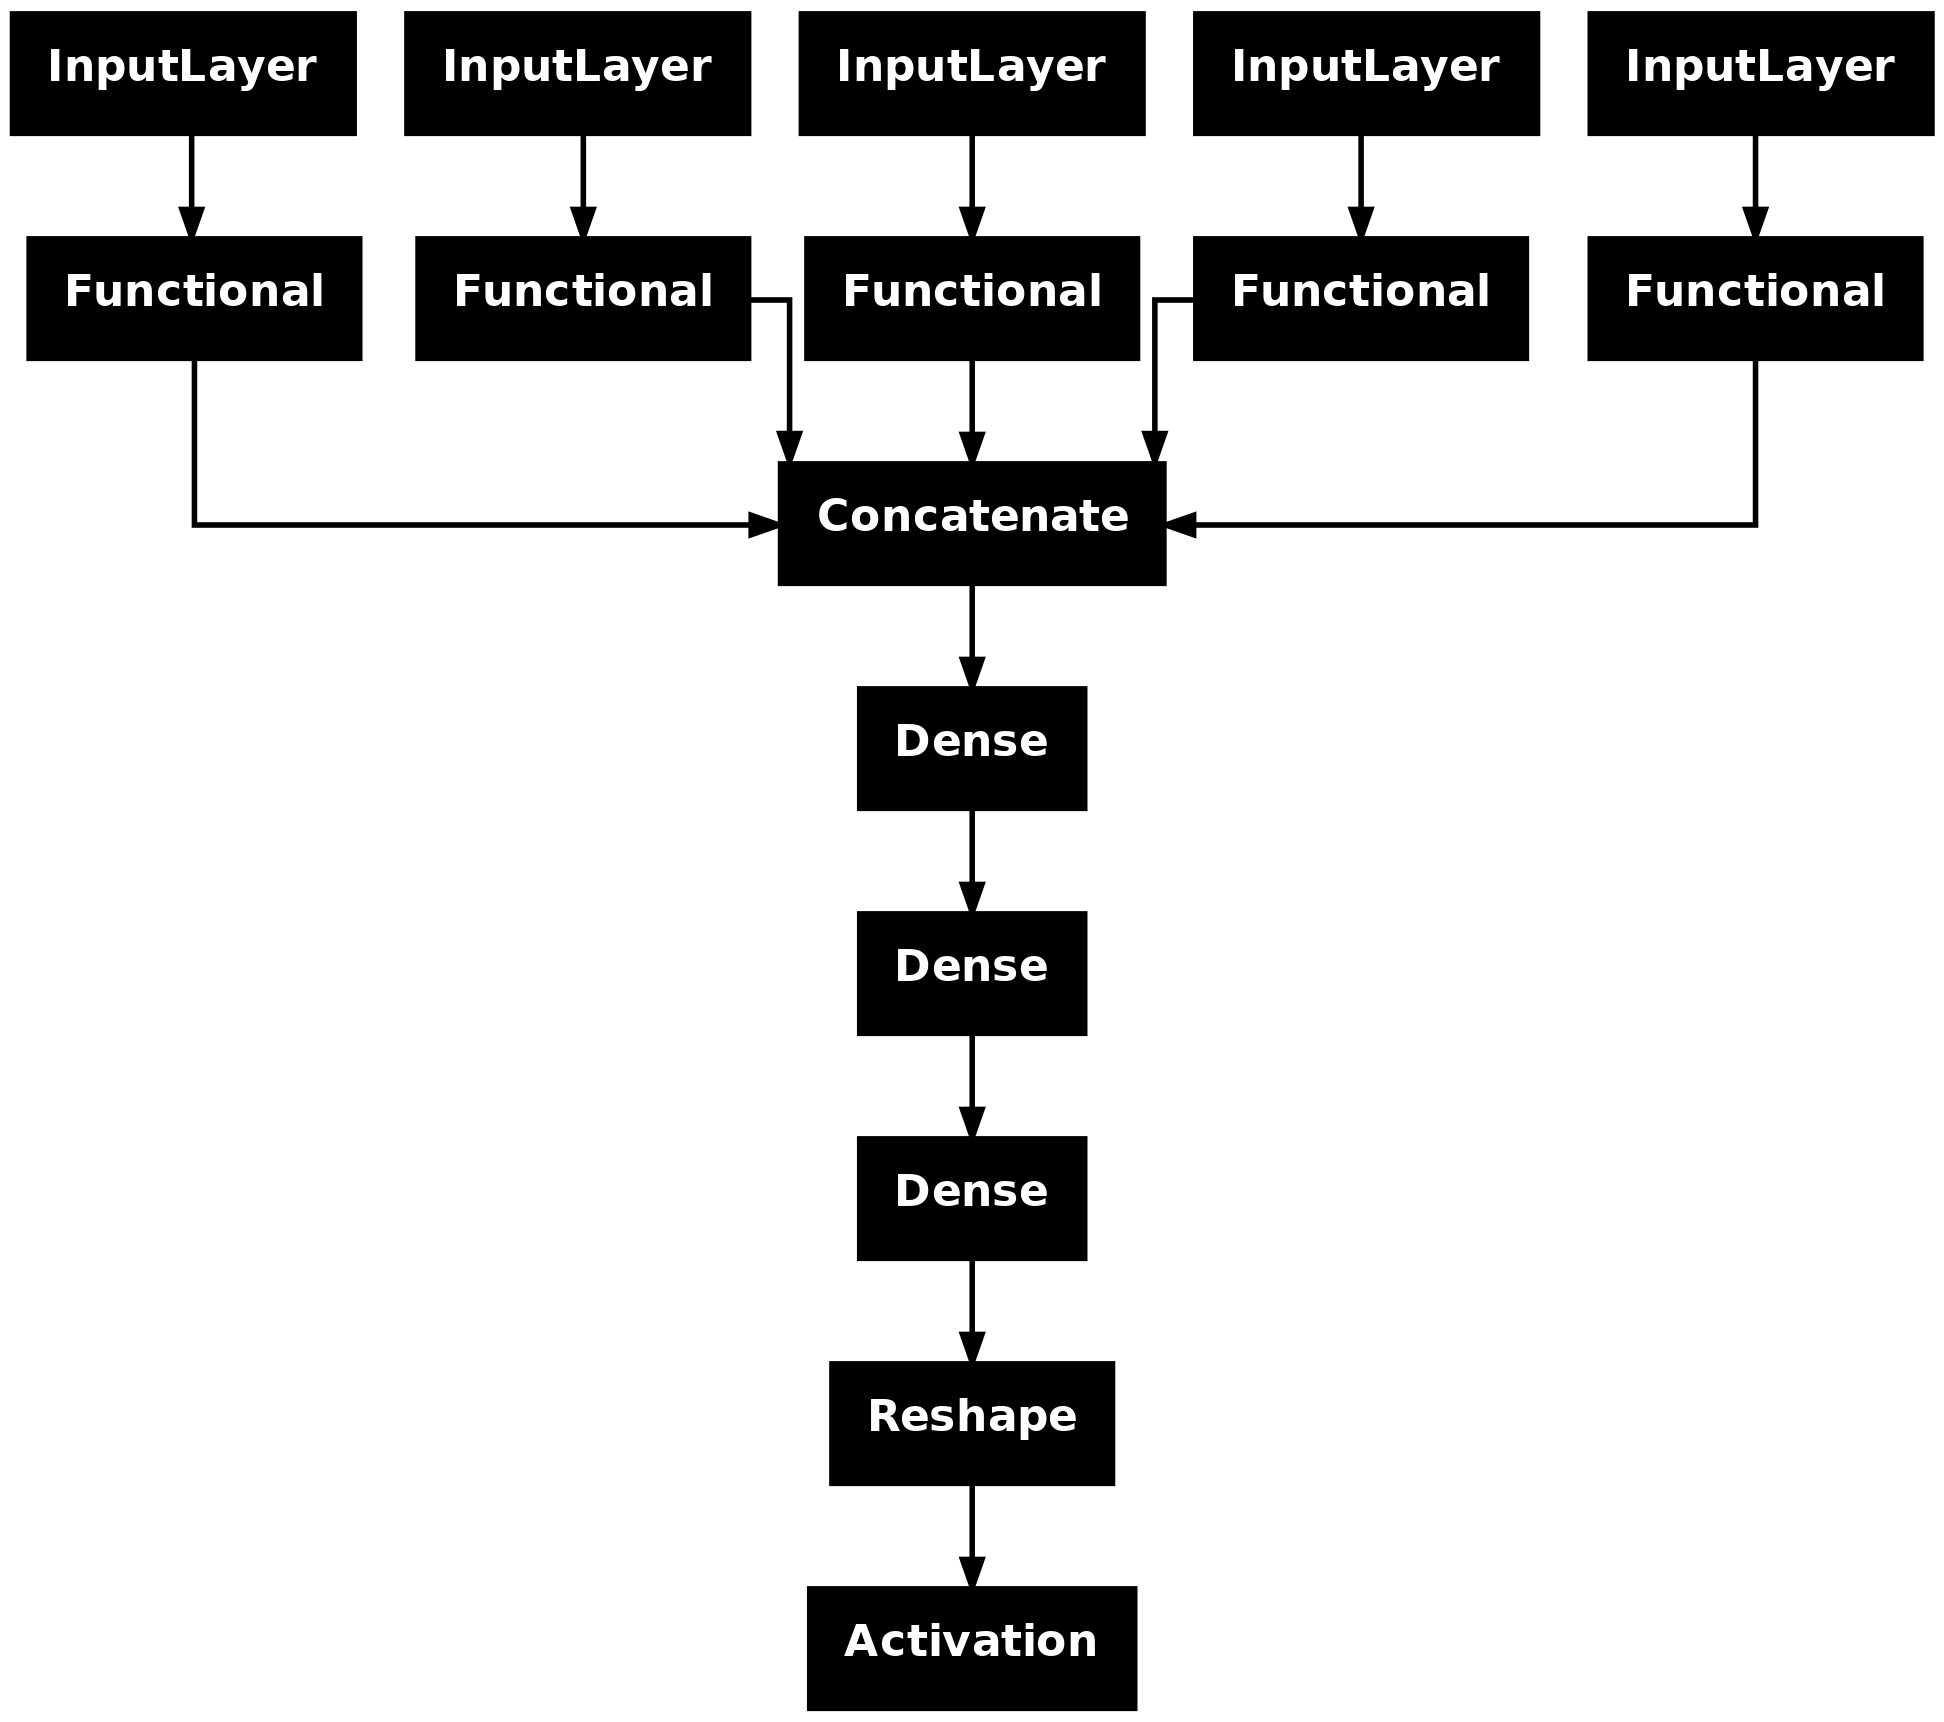 InputLayer
InputLayer
InputLayer
InputLayer
InputLayer
Functional
Functional
Functional
Functional
Functional
Concatenate
Dense
Dense
Dense
Reshape
Activation